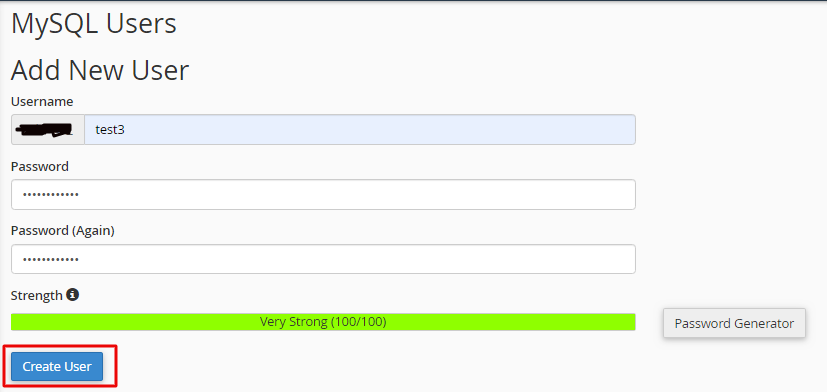 MySQL Users
Add New User
Username
test3
Password
••••••••••••
Password (Again)
••••••••••••
Strength
Very Strong (100/100)
Password Generator
Create User